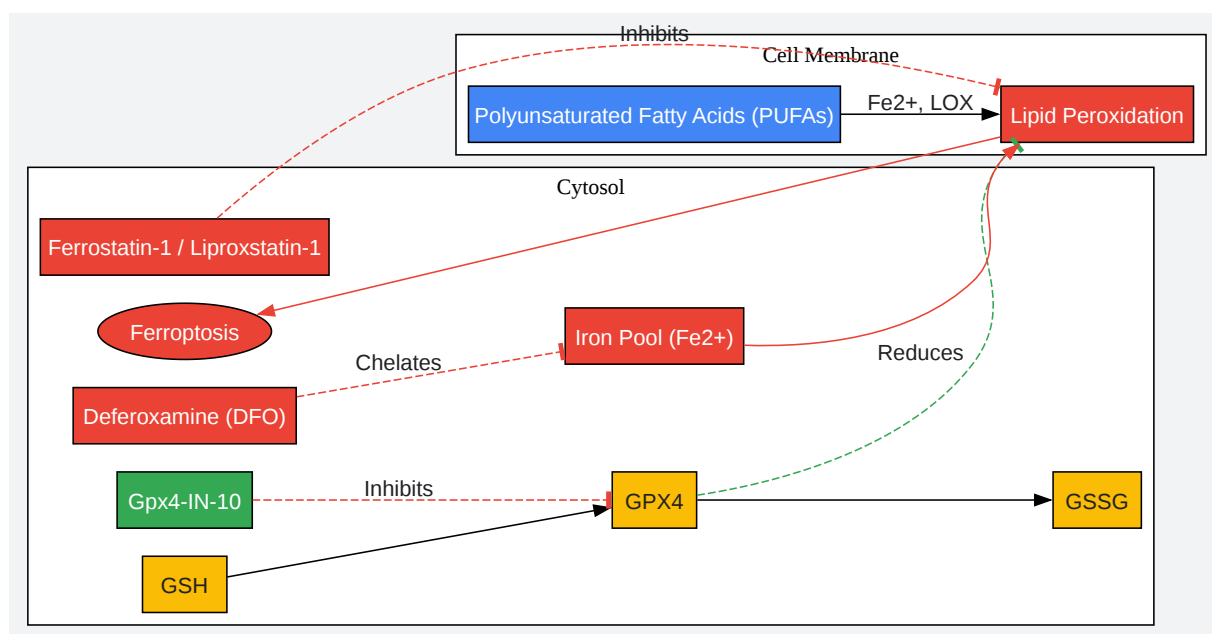 Inhibits
Cell Membrane
Polyunsaturated Fatty Acids (PUFAs)
Fe2+, LOX
Lipid Peroxidation
Cytosol
Ferrostatin-1 / Liproxstatin-1
Ferroptosis
Iron Pool (Fe2+)
Chelates
Reduces
Deferoxamine (DFO)
Gpx4-IN-10
Inhibits
GPX4
GSSG
GSH